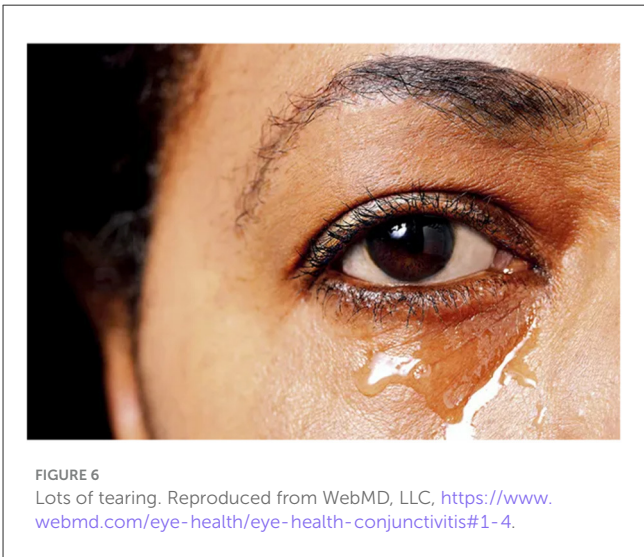 FIGURE 6
Lots of tearing. Reproduced from WebMD, LLC, https://www.
webmd.com/eye-health/eye-health-conjunctivitis#1-4.